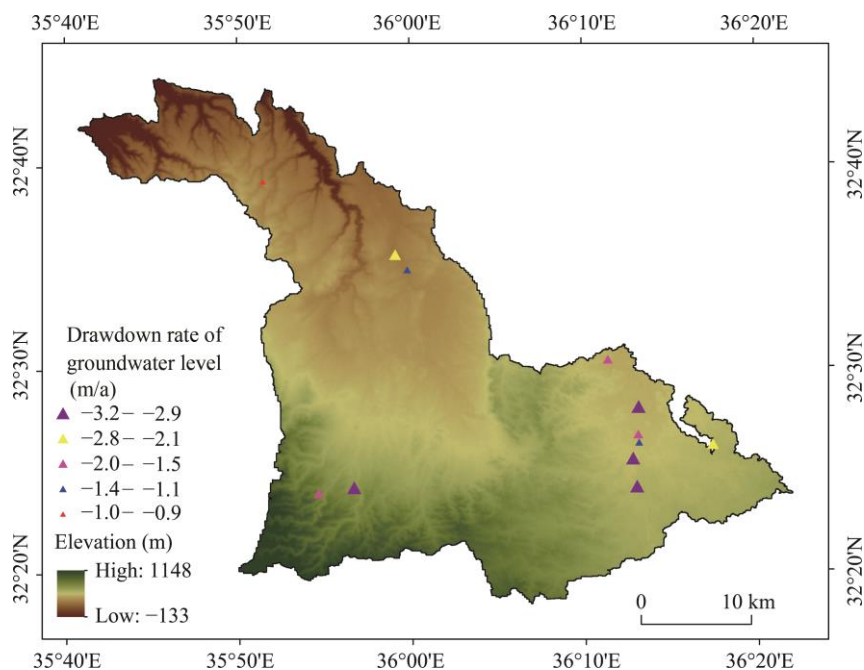 35°40'E 35°50'E 36°00'E 36°10'E 36°20'E
32°40'N 32°40'N
32°30'N 32°30'N
32°20'N 32°20'N
Drawdown rate of
groundwater level
(m/a)
−3.2– −2.9
−2.8– −2.1
−2.0– −1.5
−1.4– −1.1
−1.0– −0.9
Elevation (m)
High: 1148
Low: −133
0 10 km
35°40'E 35°50'E 36°00'E 36°10'E 36°20'E